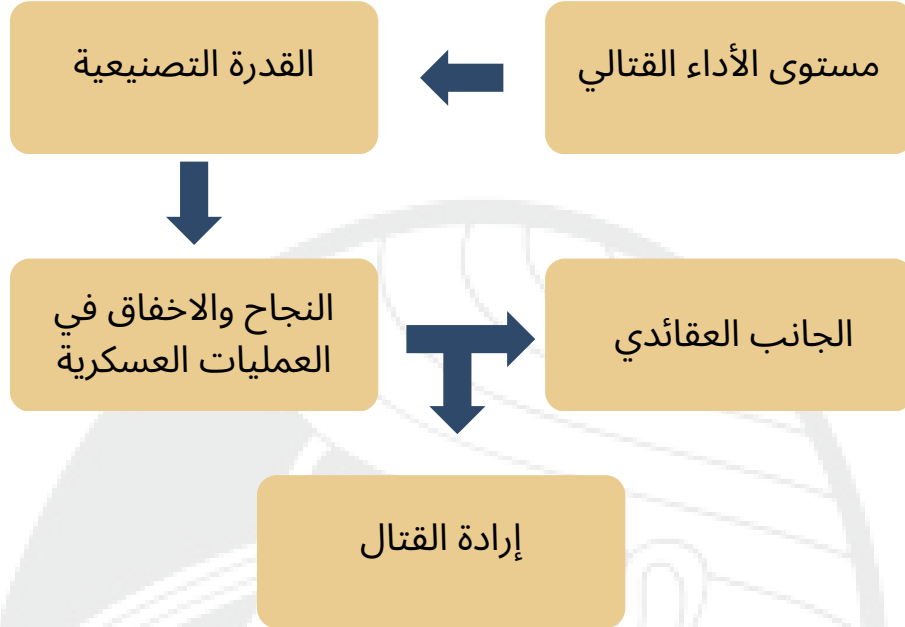 مستوى الأداء القتالي
القدرة التصنيعية
النجاح والاخفاق في
العمليات العسكرية
الجانب العقائدي
إرادة القتال